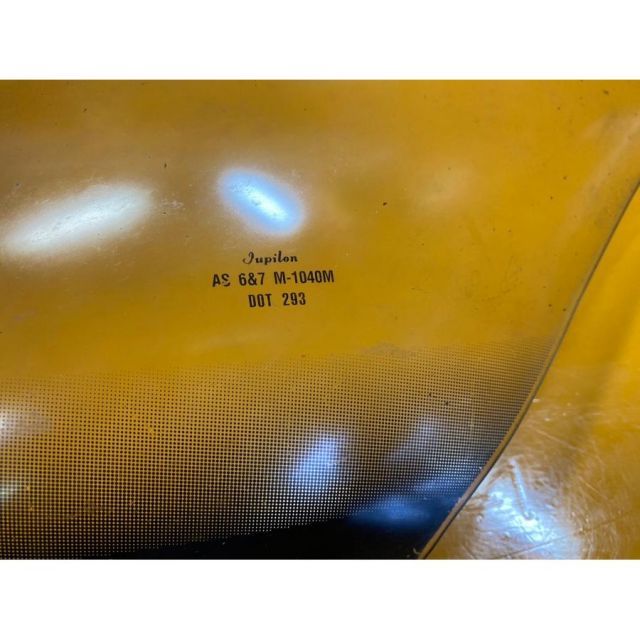 Iupilon
AS 6&7 M-1040M
DOT 293